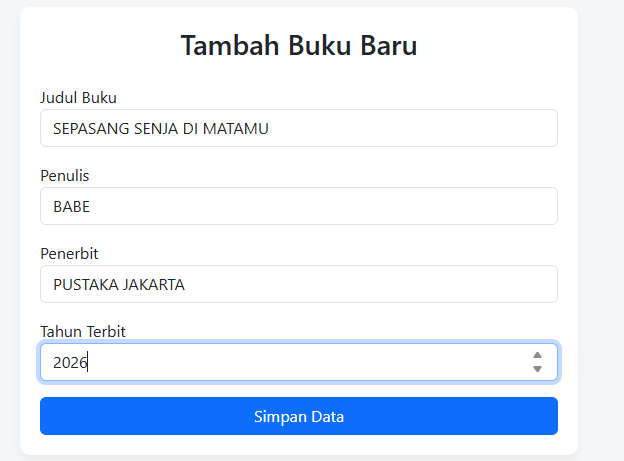 Tambah Buku Baru
Judul Buku
SEPASANG SENJA DI MATAMU
Penulis
BABE
Penerbit
PUSTAKA JAKARTA
Tahun Terbit
2026
Simpan Data